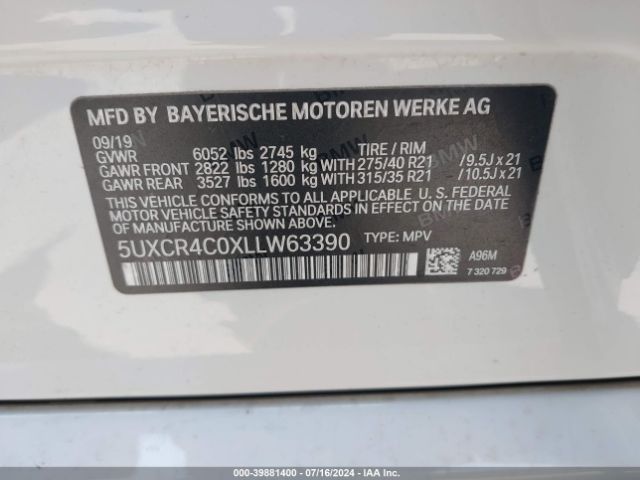 MFD BY BAYERISCHE MOTOREN WERKE AG
09/19
GVWR 6052 lbs 2745 kg TIRE / RIM
GAWR FRONT 2822 lbs 1280 kg WITH 275/40 R21 /9.5J x 21
GAWR REAR 3527 lbs 1600 kg WITH 315/35 R21 /10.5J x 21
THIS VEHICLE CONFORMS TO ALL APPLICABLE U. S. FEDERAL
MOTOR VEHICLE SAFETY STANDARDS IN EFFECT ON THE DATE
OF MANUFACTURE SHOWN ABOVE.
5UXCR4C0XLLW63390 TYPE: MPV
A96M
7 320 729
000-39881400 | 07/16/2024 | IAA Inc.